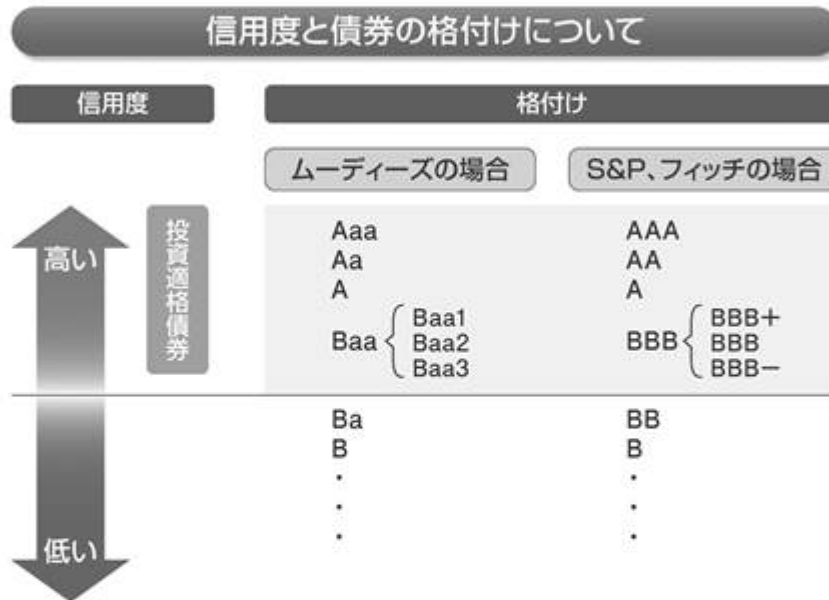 信用度と債券の格付けについて
信用度
格付け
ムーディーズの場合
S&P、フィッチの場合
高い
投資適格債券
Aaa
AAA
Aa
AA
A
A
Baa
Baa1
Baa2
Baa3
BBB
BBB+
BBB
BBB−
Ba
BB
B
B
・
・
・
・
・
・
低い